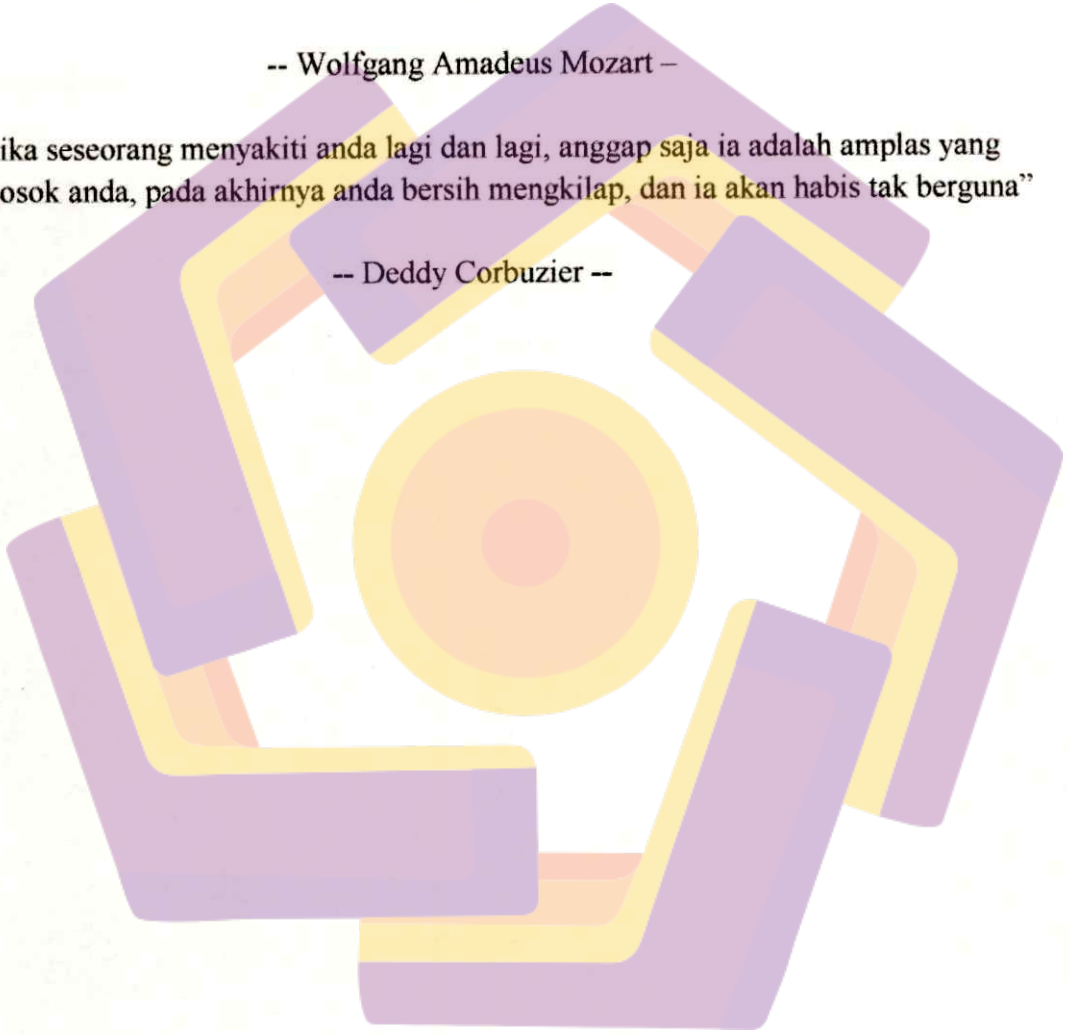 -- Wolfgang Amadeus Mozart –
ika seseorang menyakiti anda lagi dan lagi, anggap saja ia adalah amplas yang
osok anda, pada akhirnya anda bersih mengkilap, dan ia akan habis tak berguna”
-- Deddy Corbuzier --